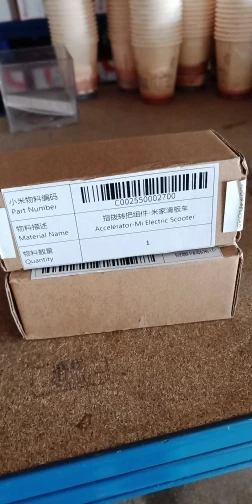 小米物料编码
Part Number
C002550002700
物料描述
Material Name
指拨转把组件-米家滑板车
Accelerator-Mi Electric Scooter
物料数量
Quantity
1